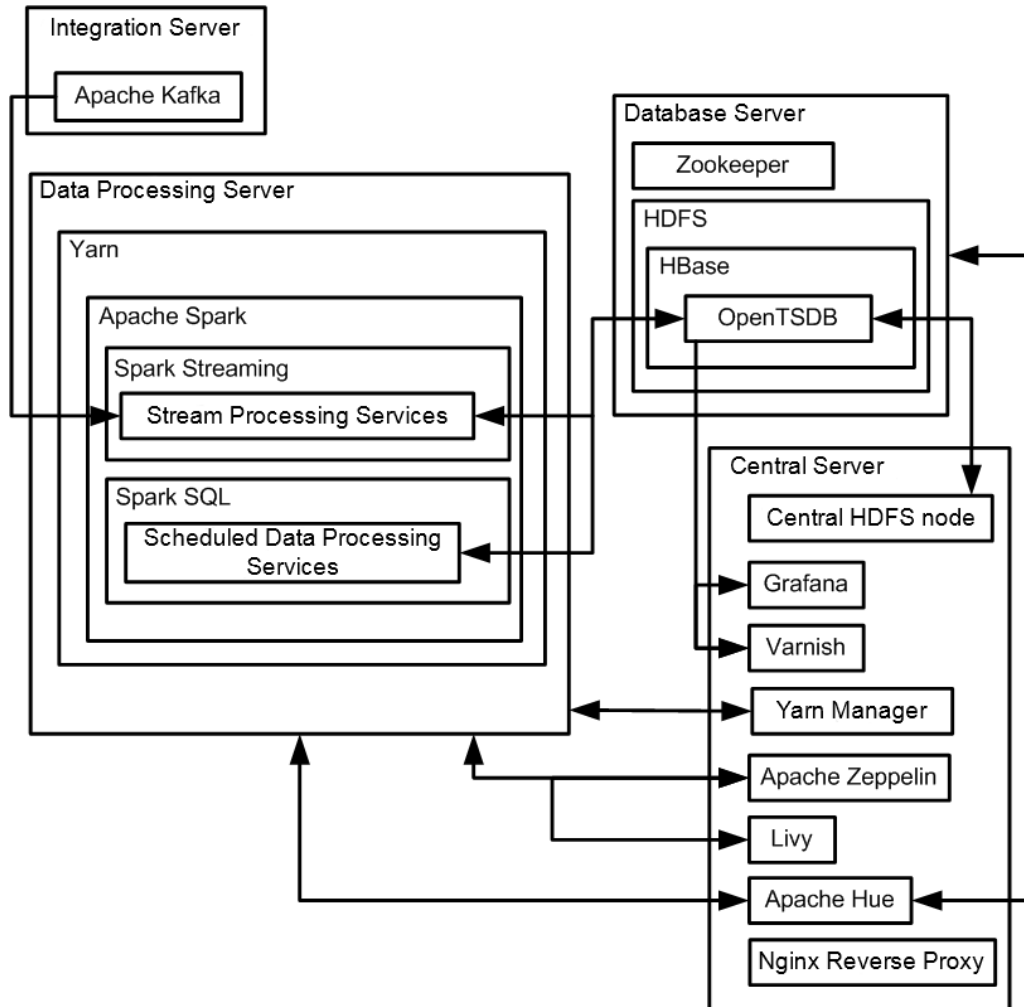 Integration Server
Apache Kafka
Data Processing Server
Yarn
Apache Spark
Spark Streaming
Stream Processing Services
Spark SQL
Scheduled Data Processing
Services
Database Server
Zookeeper
HDFS
HBase
OpenTSDB
Central Server
Central HDFS node
Grafana
Varnish
Yarn Manager
Apache Zeppelin
Livy
Apache Hue
Nginx Reverse Proxy